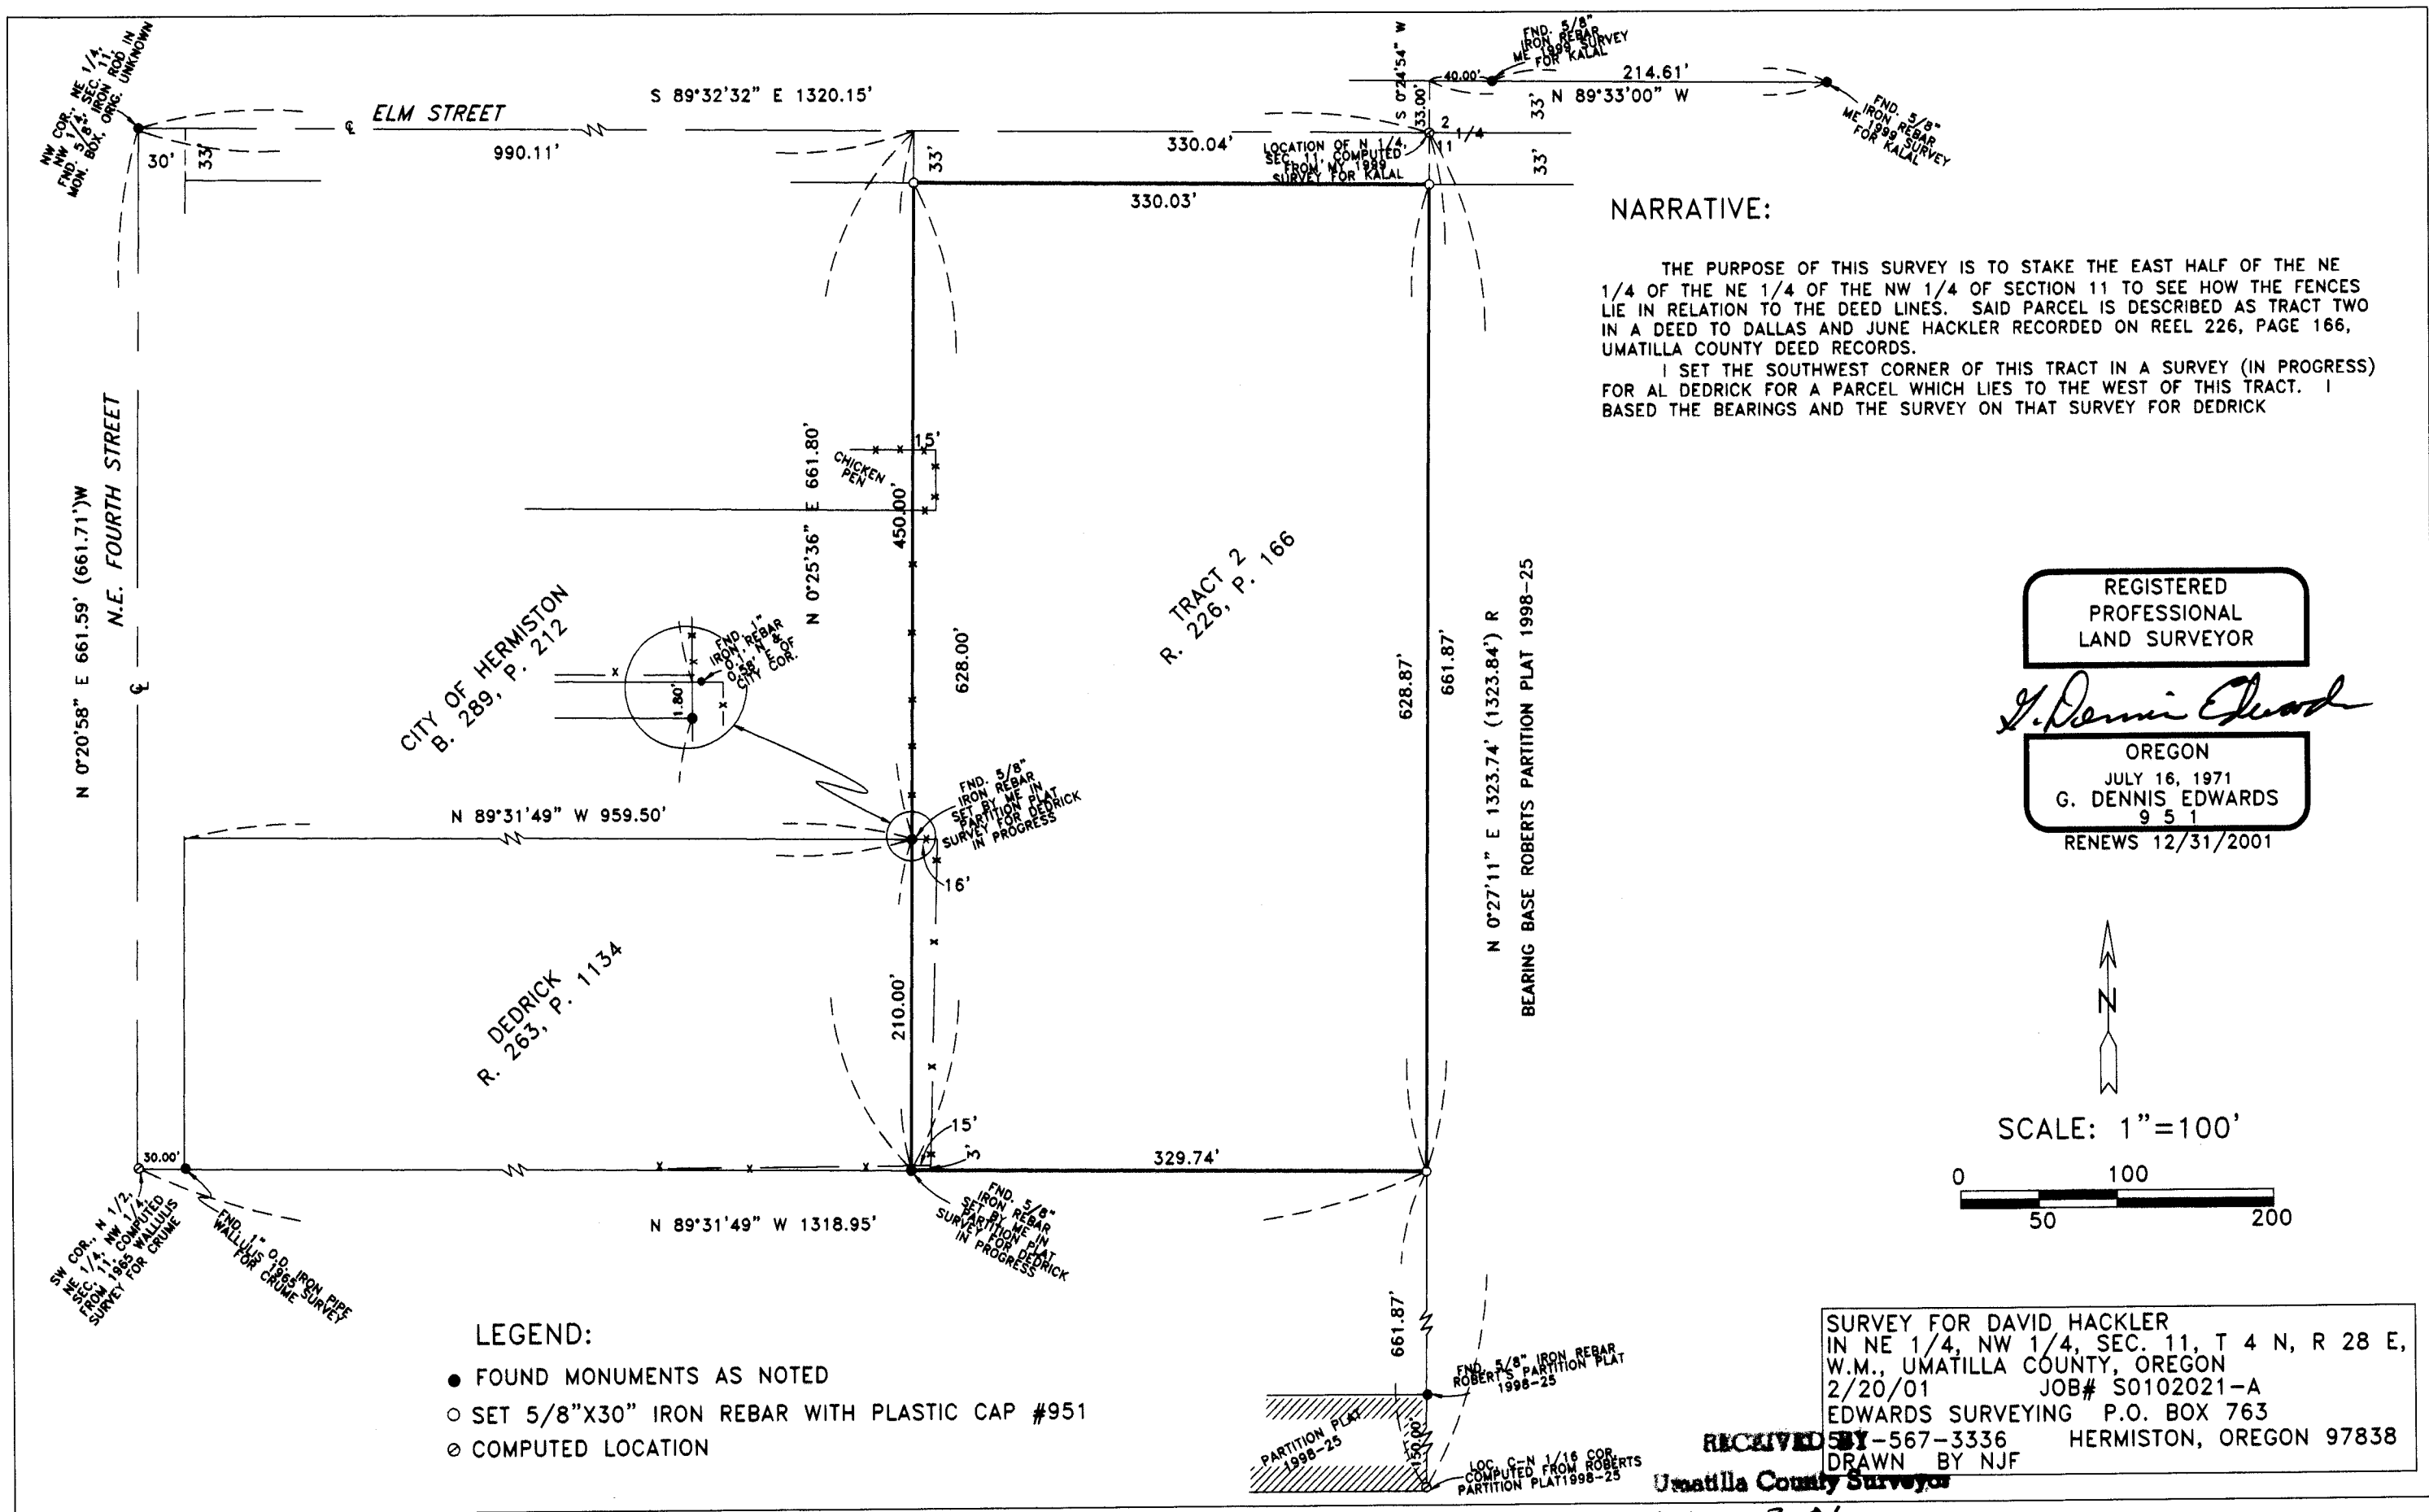 NW COR., NE 1/4,
NW 1/4, SEC. 11,
FND. 5/8" IRON ROD IN
MON. BOX, ORIG. UNKNOWN
30'
33'
ELM STREET
S 89°32'32" E 1320.15'
990.11'
33'
330.04'
330.03'
LOCATION OF N 1/4,
SEC. 11, COMPUTED
FROM MY 1999
SURVEY FOR KALAL
S 0°24'54" W
33.00'
2
1/4
11
40.00'
FND. 5/8"
IRON REBAR
ME 1999 SURVEY
FOR KALAL
214.61'
N 89°33'00" W
33'
33'
FND. 5/8"
IRON REBAR
ME 1999 SURVEY
FOR KALAL
NARRATIVE:
THE PURPOSE OF THIS SURVEY IS TO STAKE THE EAST HALF OF THE NE
1/4 OF THE NE 1/4 OF THE NW 1/4 OF SECTION 11 TO SEE HOW THE FENCES
LIE IN RELATION TO THE DEED LINES. SAID PARCEL IS DESCRIBED AS TRACT TWO
IN A DEED TO DALLAS AND JUNE HACKLER RECORDED ON REEL 226, PAGE 166,
UMATILLA COUNTY DEED RECORDS.
I SET THE SOUTHWEST CORNER OF THIS TRACT IN A SURVEY (IN PROGRESS)
FOR AL DEDRICK FOR A PARCEL WHICH LIES TO THE WEST OF THIS TRACT. I
BASED THE BEARINGS AND THE SURVEY ON THAT SURVEY FOR DEDRICK
N 0°20'58" E 661.59' (661.71')W
N.E. FOURTH STREET
℄
℄
CHICKEN
PEN
15'
N 0°25'36" E 661.80'
450.00'
628.00'
CITY OF HERMISTON
B. 289, P. 212
FND. 1"
IRON REBAR
0.1' N &
0.58' E OF
CITY COR.
1.80'
TRACT 2
R. 226, P. 166
628.87'
661.87'
N 0°27'11" E 1323.74' (1323.84') R
BEARING BASE ROBERTS PARTITION PLAT 1998-25
REGISTERED
PROFESSIONAL
LAND SURVEYOR
G. Dennis Edwards
OREGON
JULY 16, 1971
G. DENNIS EDWARDS
951
RENEWS 12/31/2001
N 89°31'49" W 959.50'
FND. 5/8"
IRON REBAR
SET BY ME IN
PARTITION PLAT
SURVEY FOR DEDRICK
IN PROGRESS
16'
DEDRICK
R. 263, P. 1134
210.00'
15'
3'
329.74'
N
SCALE: 1"=100'
0 100
50 200
30.00'
SW COR., N 1/2,
NE 1/4, NW 1/4,
SEC. 11, COMPUTED
FROM 1965 WALLULIS
SURVEY FOR CRUME
FND. 1" O.D. IRON PIPE
WALLULIS 1965 SURVEY
FOR CRUME
N 89°31'49" W 1318.95'
FND. 5/8"
IRON REBAR
SET BY ME IN
PARTITION PLAT
SURVEY FOR DEDRICK
IN PROGRESS
661.87'
FND. 5/8" IRON REBAR
ROBERT'S PARTITION PLAT
1998-25
PARTITION PLAT
1998-25
150.00'
LOC. C-N 1/16 COR.
COMPUTED FROM ROBERTS
PARTITION PLAT1998-25
LEGEND:
● FOUND MONUMENTS AS NOTED
○ SET 5/8"X30" IRON REBAR WITH PLASTIC CAP #951
⊘ COMPUTED LOCATION
SURVEY FOR DAVID HACKLER
IN NE 1/4, NW 1/4, SEC. 11, T 4 N, R 28 E,
W.M., UMATILLA COUNTY, OREGON
2/20/01 JOB# S0102021-A
EDWARDS SURVEYING P.O. BOX 763
-567-3336 HERMISTON, OREGON 97838
DRAWN BY NJF
RECEIVED BY
Umatilla County Surveyor